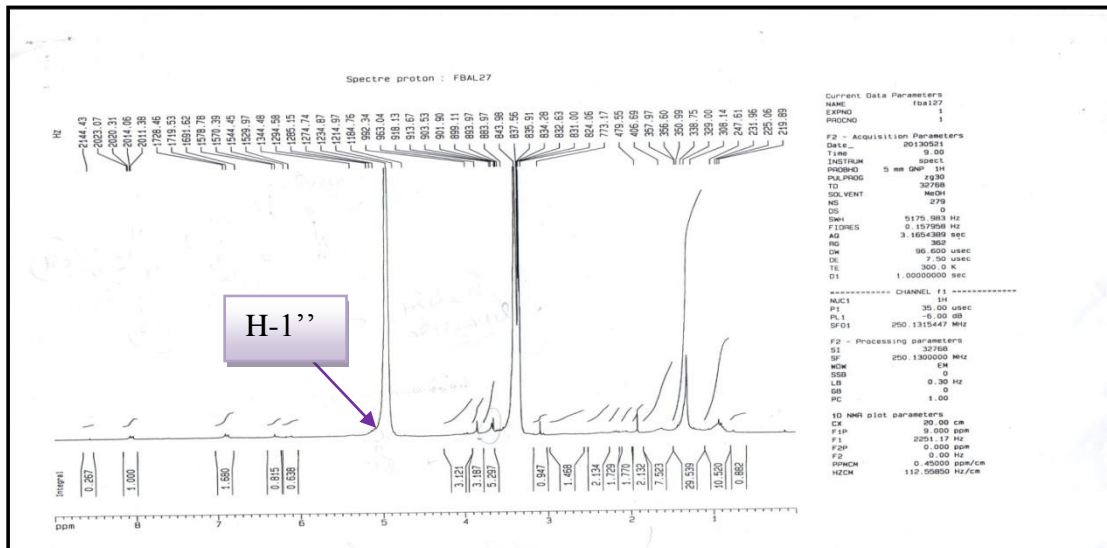 Spectre proton : FBAL27
Hz
2144.43
2023.07
2020.31
2014.06
2011.38
1728.46
1719.53
1691.62
1578.78
1570.39
1544.45
1529.97
1344.48
1294.58
1285.15
1274.74
1234.87
1214.97
1184.76
992.34
963.04
918.13
913.67
903.53
901.90
899.11
893.97
883.97
843.98
837.56
835.91
834.28
832.63
831.00
824.06
773.17
479.55
406.69
357.97
356.60
350.99
338.75
329.00
308.14
247.61
231.96
225.06
219.89
Current Data Parameters
NAME fbal27
EXPNO 1
PROCNO 1
F2 - Acquisition Parameters
Date_ 20130521
Time 9.00
INSTRUM spect
PROBHD 5 mm QNP 1H
PULPROG zg30
TD 32768
SOLVENT MeOH
NS 279
DS 0
SWH 5175.983 Hz
FIDRES 0.157958 Hz
AQ 3.1654389 sec
RG 362
DW 96.600 usec
DE 7.50 usec
TE 300.0 K
D1 1.00000000 sec
============ CHANNEL f1 ============
NUC1 1H
P1 35.00 usec
PL1 -6.00 dB
SFO1 250.1315447 MHz
F2 - Processing parameters
SI 32768
SF 250.1300000 MHz
WDW EM
SSB 0
LB 0.30 Hz
GB 0
PC 1.00
1D NMR plot parameters
CX 20.00 cm
F1P 9.000 ppm
F1 2251.17 Hz
F2P 0.000 ppm
F2 0.00 Hz
PPMCM 0.45000 ppm/cm
HZCM 112.55850 Hz/cm
H-1’’
Integral
0.267
1.000
1.680
0.815
0.638
3.121
3.187
5.297
0.947
1.468
2.134
1.729
1.770
2.132
7.523
29.539
10.520
0.862
ppm 8 7 6 5 4 3 2 1